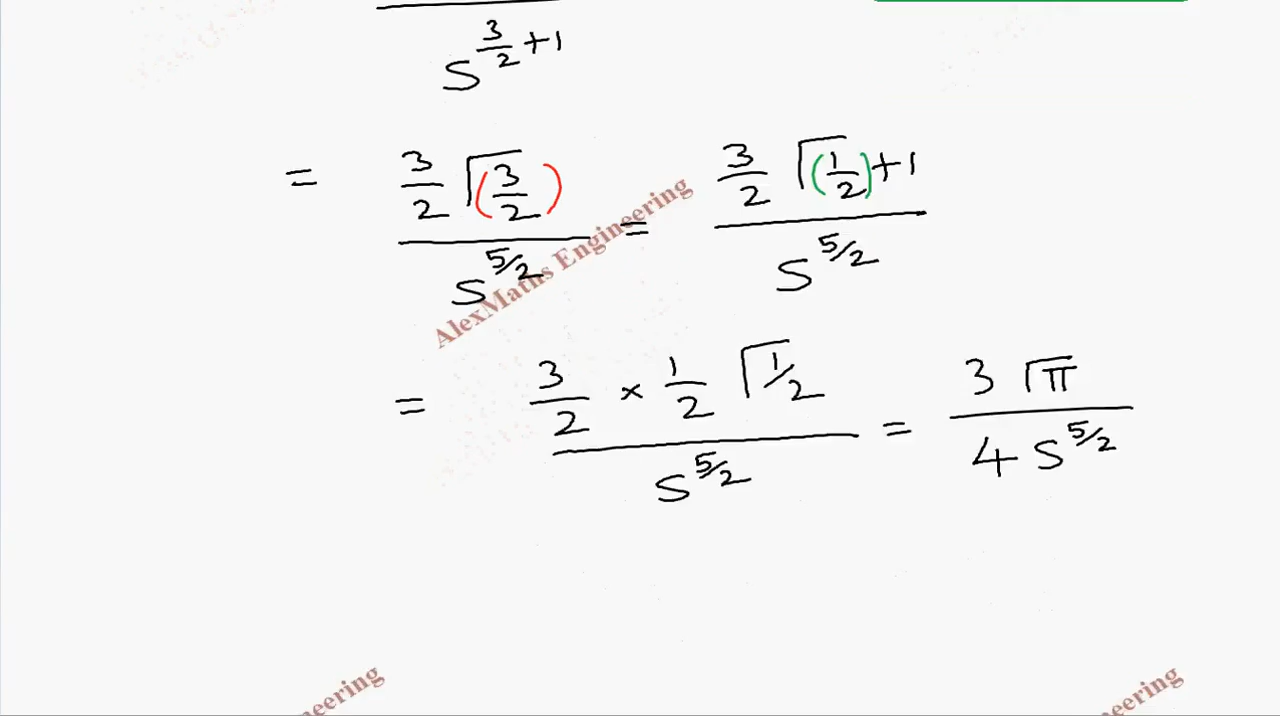 S^(3/2 + 1)
= (3/2 Γ(3/2)) / S^(5/2) = (3/2 Γ(1/2) + 1) / S^(5/2)
AlexMaths Engineering
= (3/2 × 1/2 Γ1/2) / S^(5/2) = 3 √π / 4 S^(5/2)
eering eering